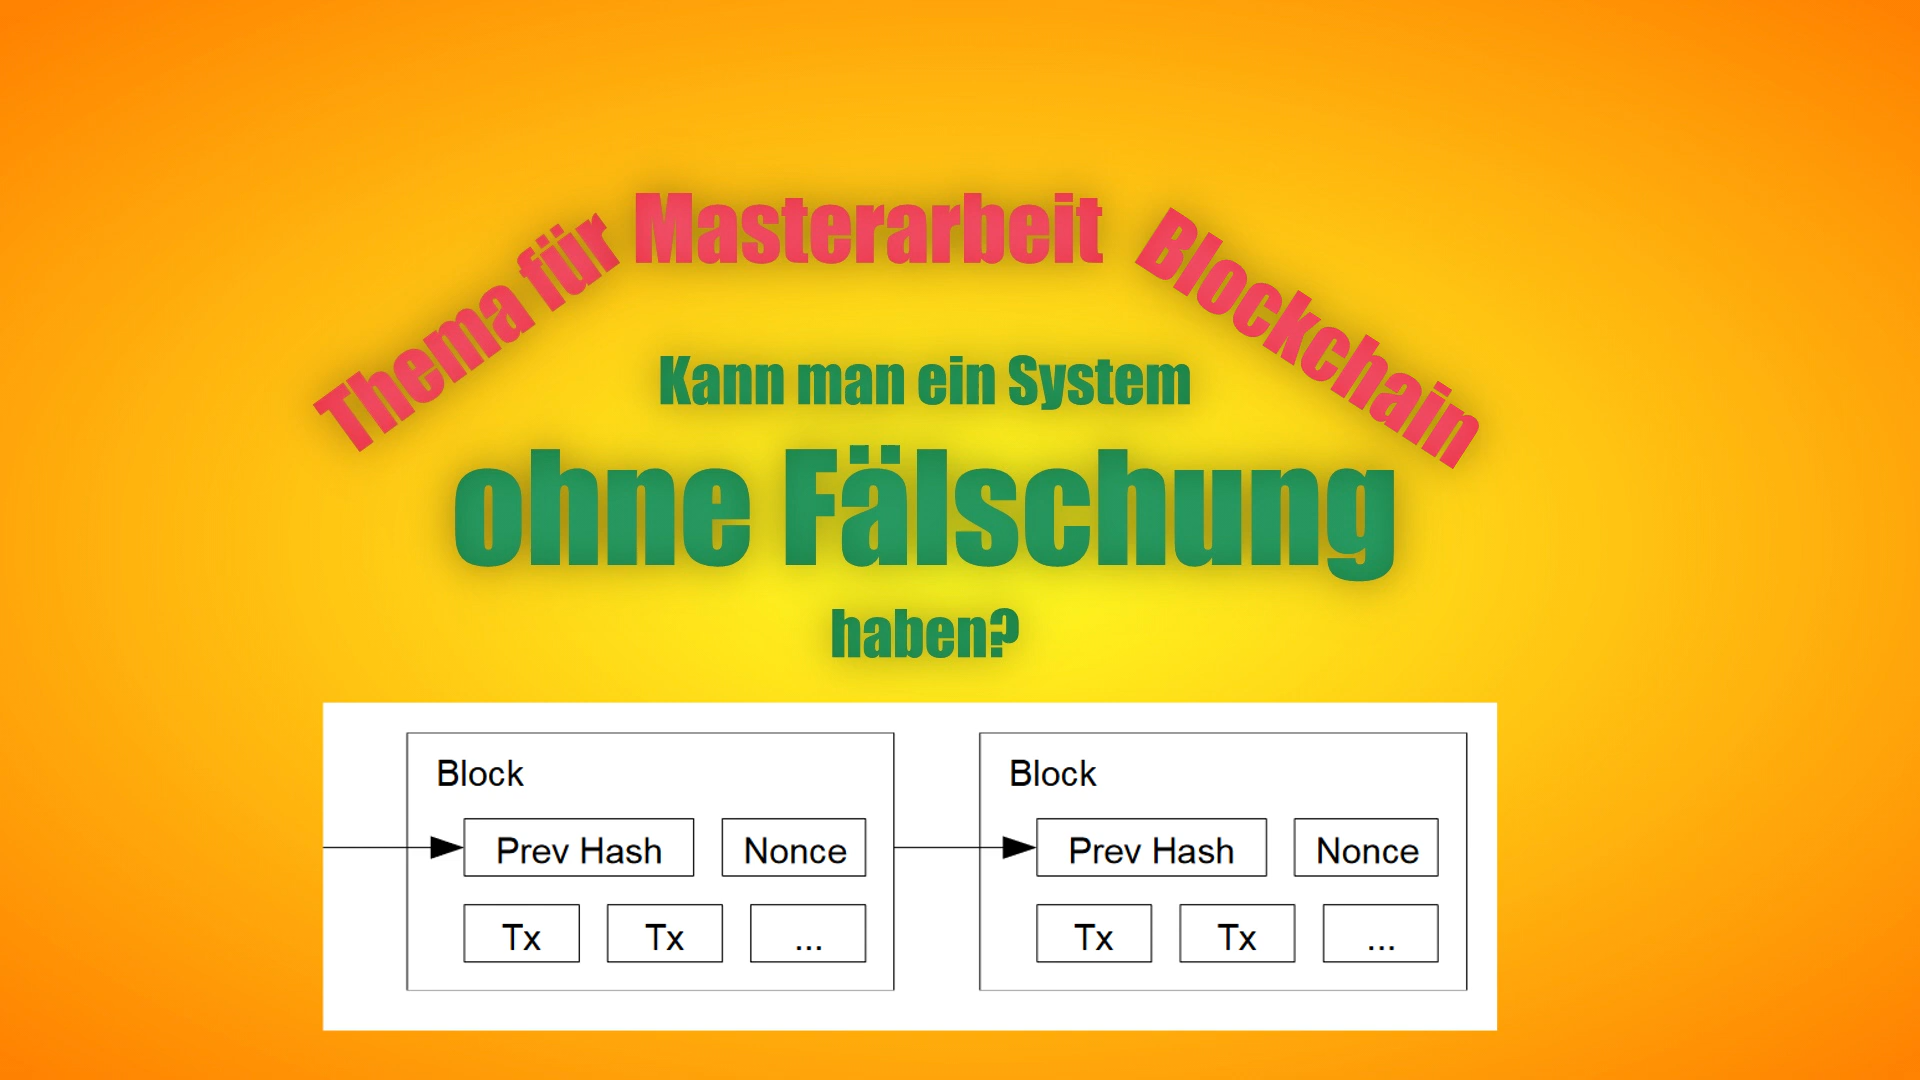 Thema für Masterarbeit Blockchain
Kann man ein System
ohne Fälschung
haben?
Block Block
Prev Hash Nonce Prev Hash Nonce
Tx Tx ... Tx Tx ...